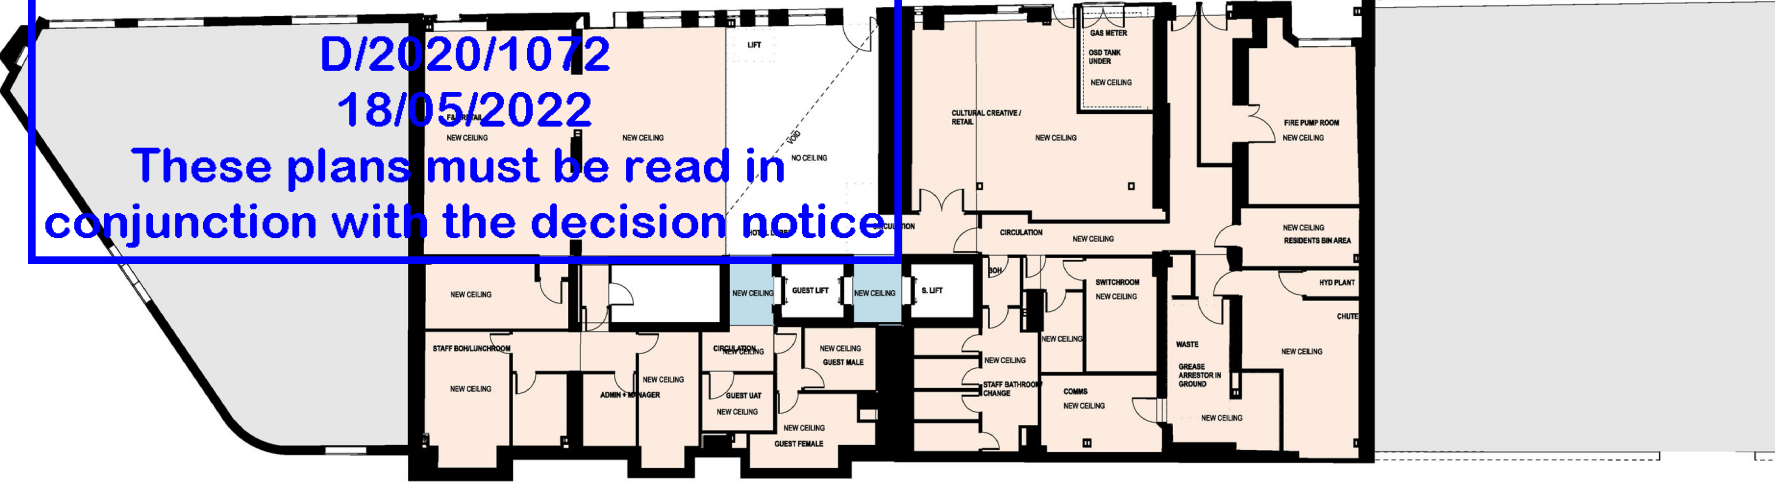 D/2020/1072
18/05/2022
These plans must be read in
conjunction with the decision notice
LIFT
GAS METER
OSD TANK
UNDER
NEW CEILING
NEW CEILING
NEW CEILING
VOID
NO CEILING
CULTURAL CREATIVE /
RETAIL
NEW CEILING
FIRE PUMP ROOM
NEW CEILING
CIRCULATION
NEW CEILING
NEW CEILING
RESIDENTS BIN AREA
NEW CEILING
NEW CEILING
GUEST LIFT
NEW CEILING
S. LIFT
BOH
SWITCHROOM
NEW CEILING
HYD PLANT
CHUTE
STAFF BOH/LUNCHROOM
NEW CEILING
ADMIN + MANAGER
NEW CEILING
CIRCULATION
NEW CEILING
GUEST UAT
NEW CEILING
NEW CEILING
GUEST MALE
NEW CEILING
GUEST FEMALE
NEW CEILING
STAFF BATHROOM/
CHANGE
NEW CEILING
COMMS
NEW CEILING
WASTE
GREASE
ARRESTOR IN
GROUND
NEW CEILING
NEW CEILING